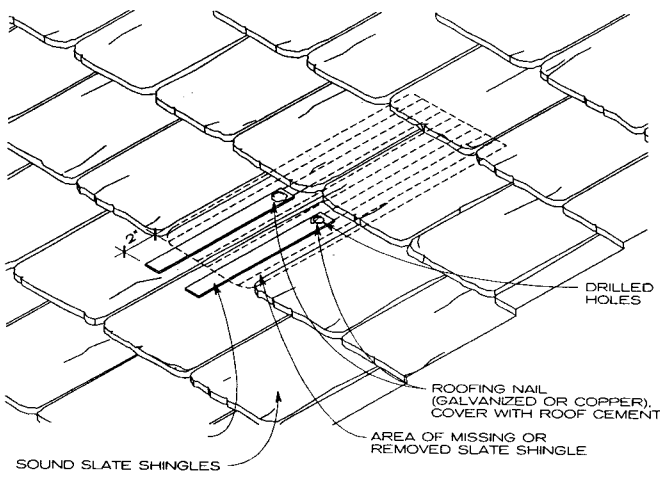 2"
DRILLED
HOLES
ROOFING NAIL
(GALVANIZED OR COPPER),
COVER WITH ROOF CEMENT
AREA OF MISSING OR
REMOVED SLATE SHINGLE
SOUND SLATE SHINGLES